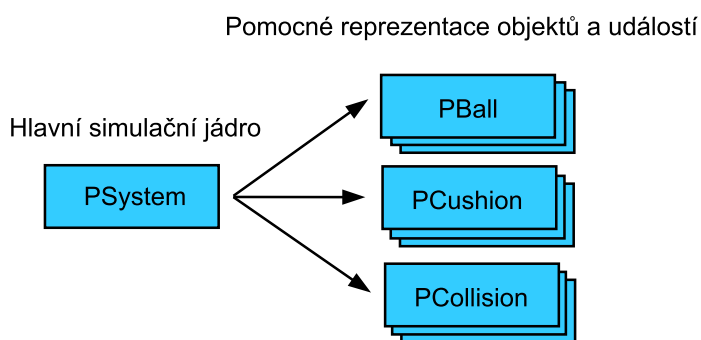 Pomocné reprezentace objektů a událostí
PBall
Hlavní simulační jádro
PSystem
PCushion
PCollision